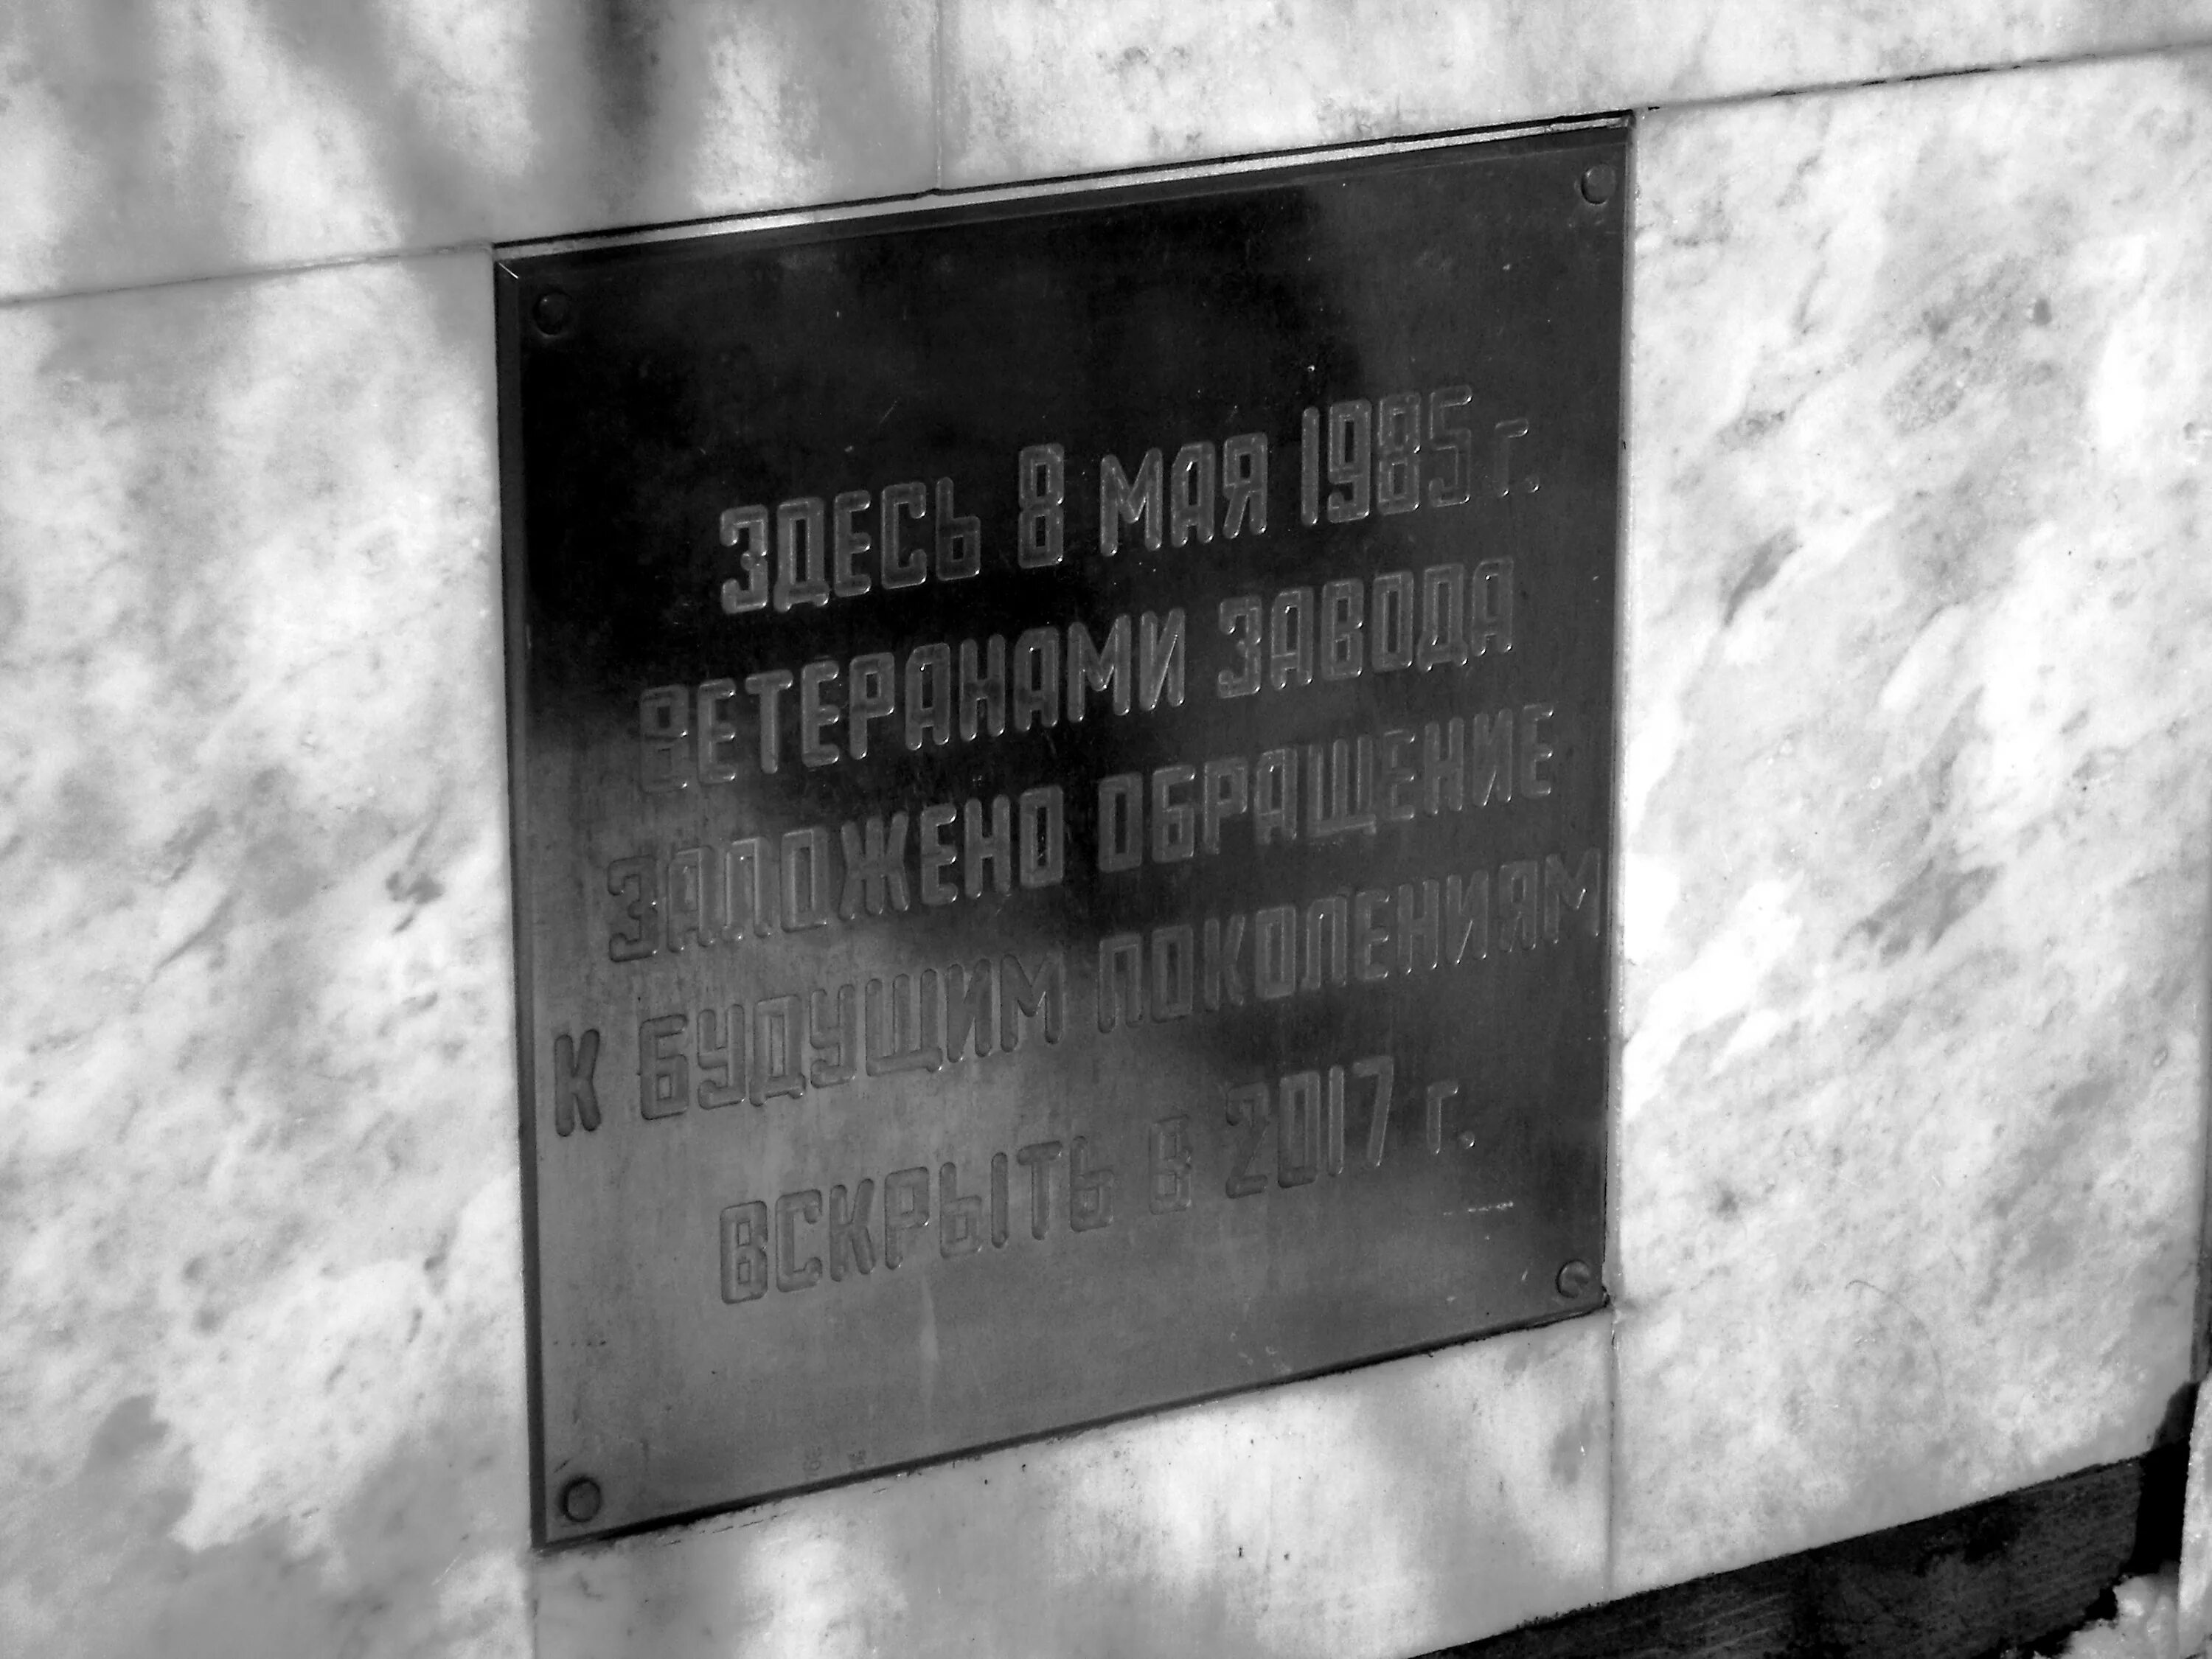 ЗДЕСЬ 8 МАЯ 1985 г.
ВЕТЕРАНАМИ ЗАВОДА
ЗАЛОЖЕНО ОБРАЩЕНИЕ
К БУДУЩИМ ПОКОЛЕНИЯМ
ВСКРЫТЬ В 2017 г.